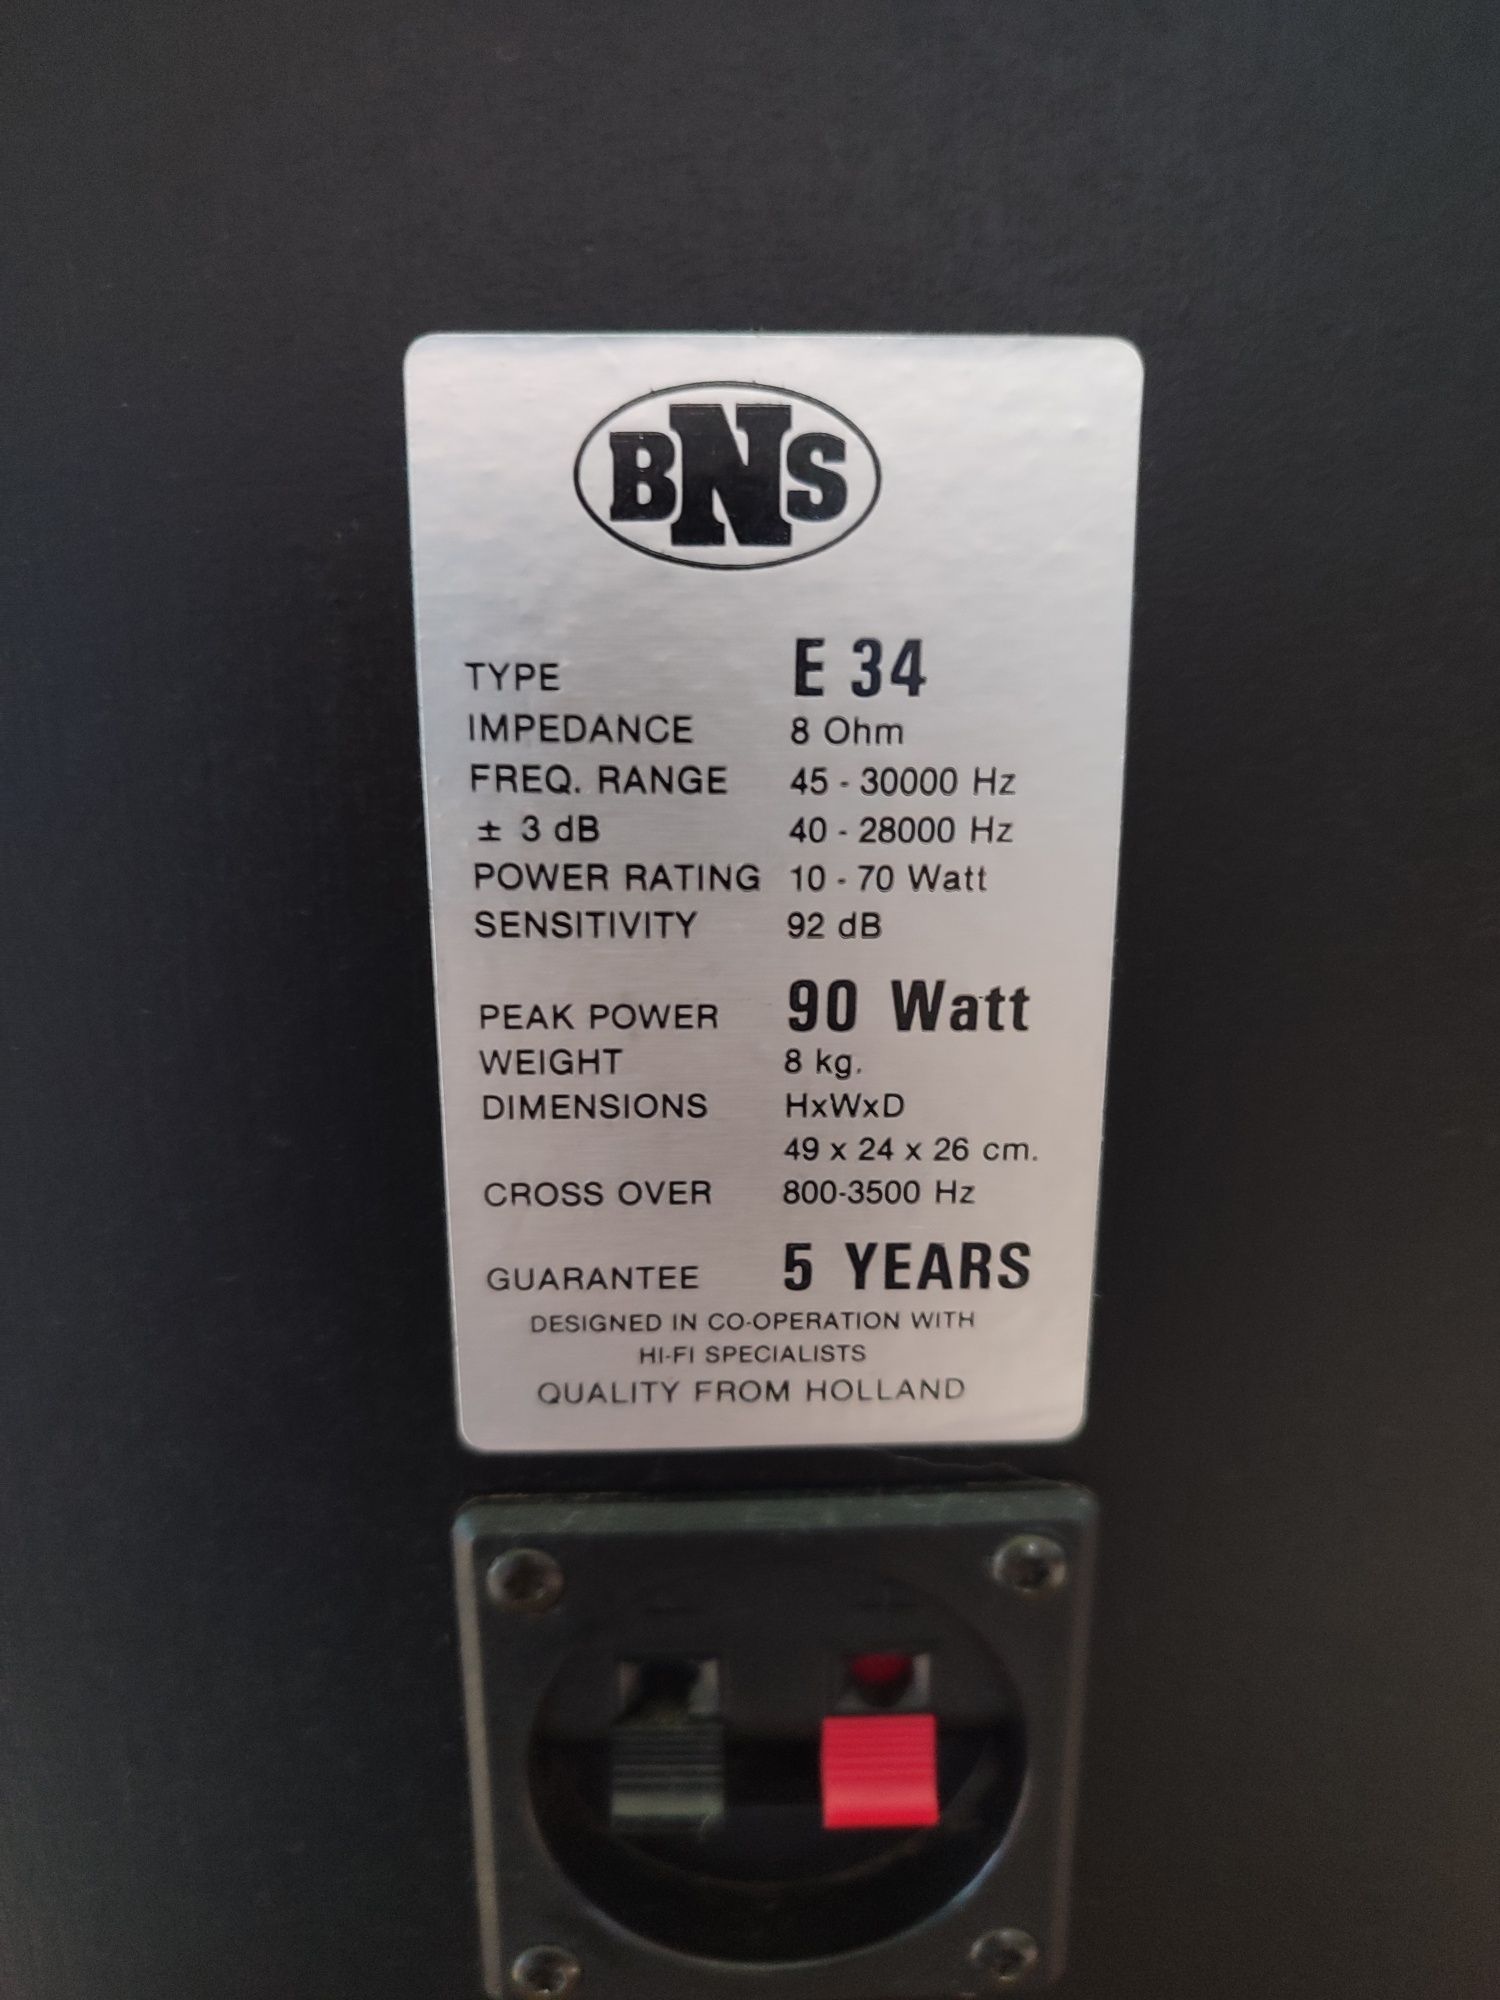 BNS
TYPE E 34
IMPEDANCE 8 Ohm
FREQ. RANGE 45 - 30000 Hz
± 3 dB 40 - 28000 Hz
POWER RATING 10 - 70 Watt
SENSITIVITY 92 dB
PEAK POWER 90 Watt
WEIGHT 8 kg.
DIMENSIONS HxWxD
49 x 24 x 26 cm.
CROSS OVER 800-3500 Hz
GUARANTEE 5 YEARS
DESIGNED IN CO-OPERATION WITH
HI-FI SPECIALISTS
QUALITY FROM HOLLAND